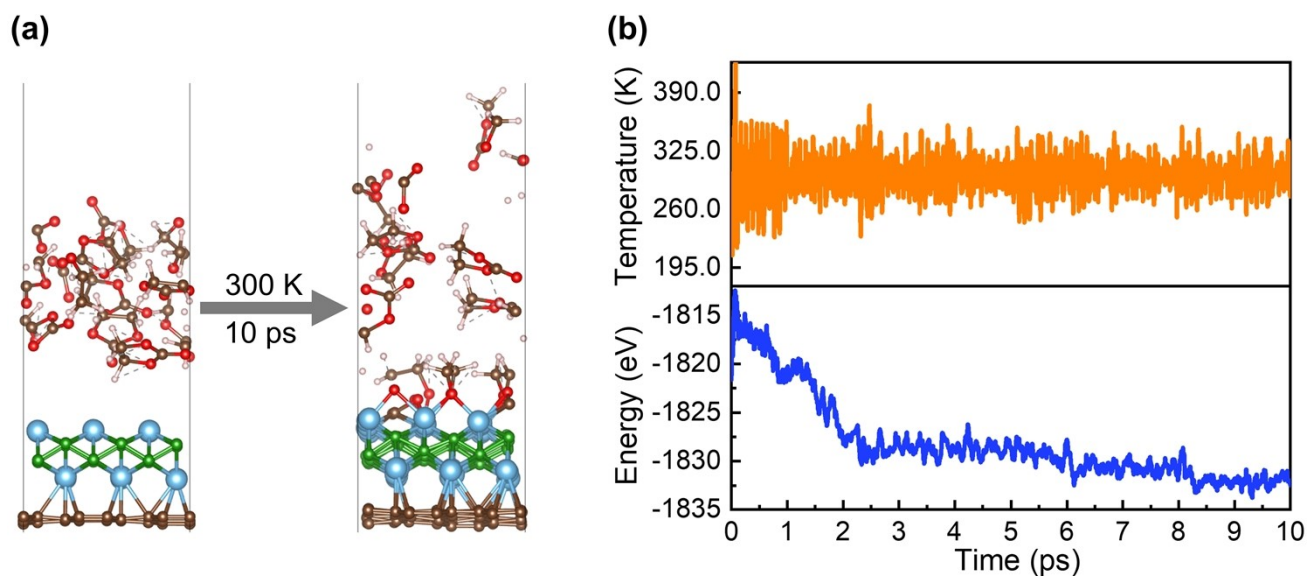 (a)
300 K
10 ps
(b)
Temperature (K)
390.0
325.0
260.0
195.0
Energy (eV)
-1815
-1820
-1825
-1830
-1835
0 1 2 3 4 5 6 7 8 9 10
Time (ps)